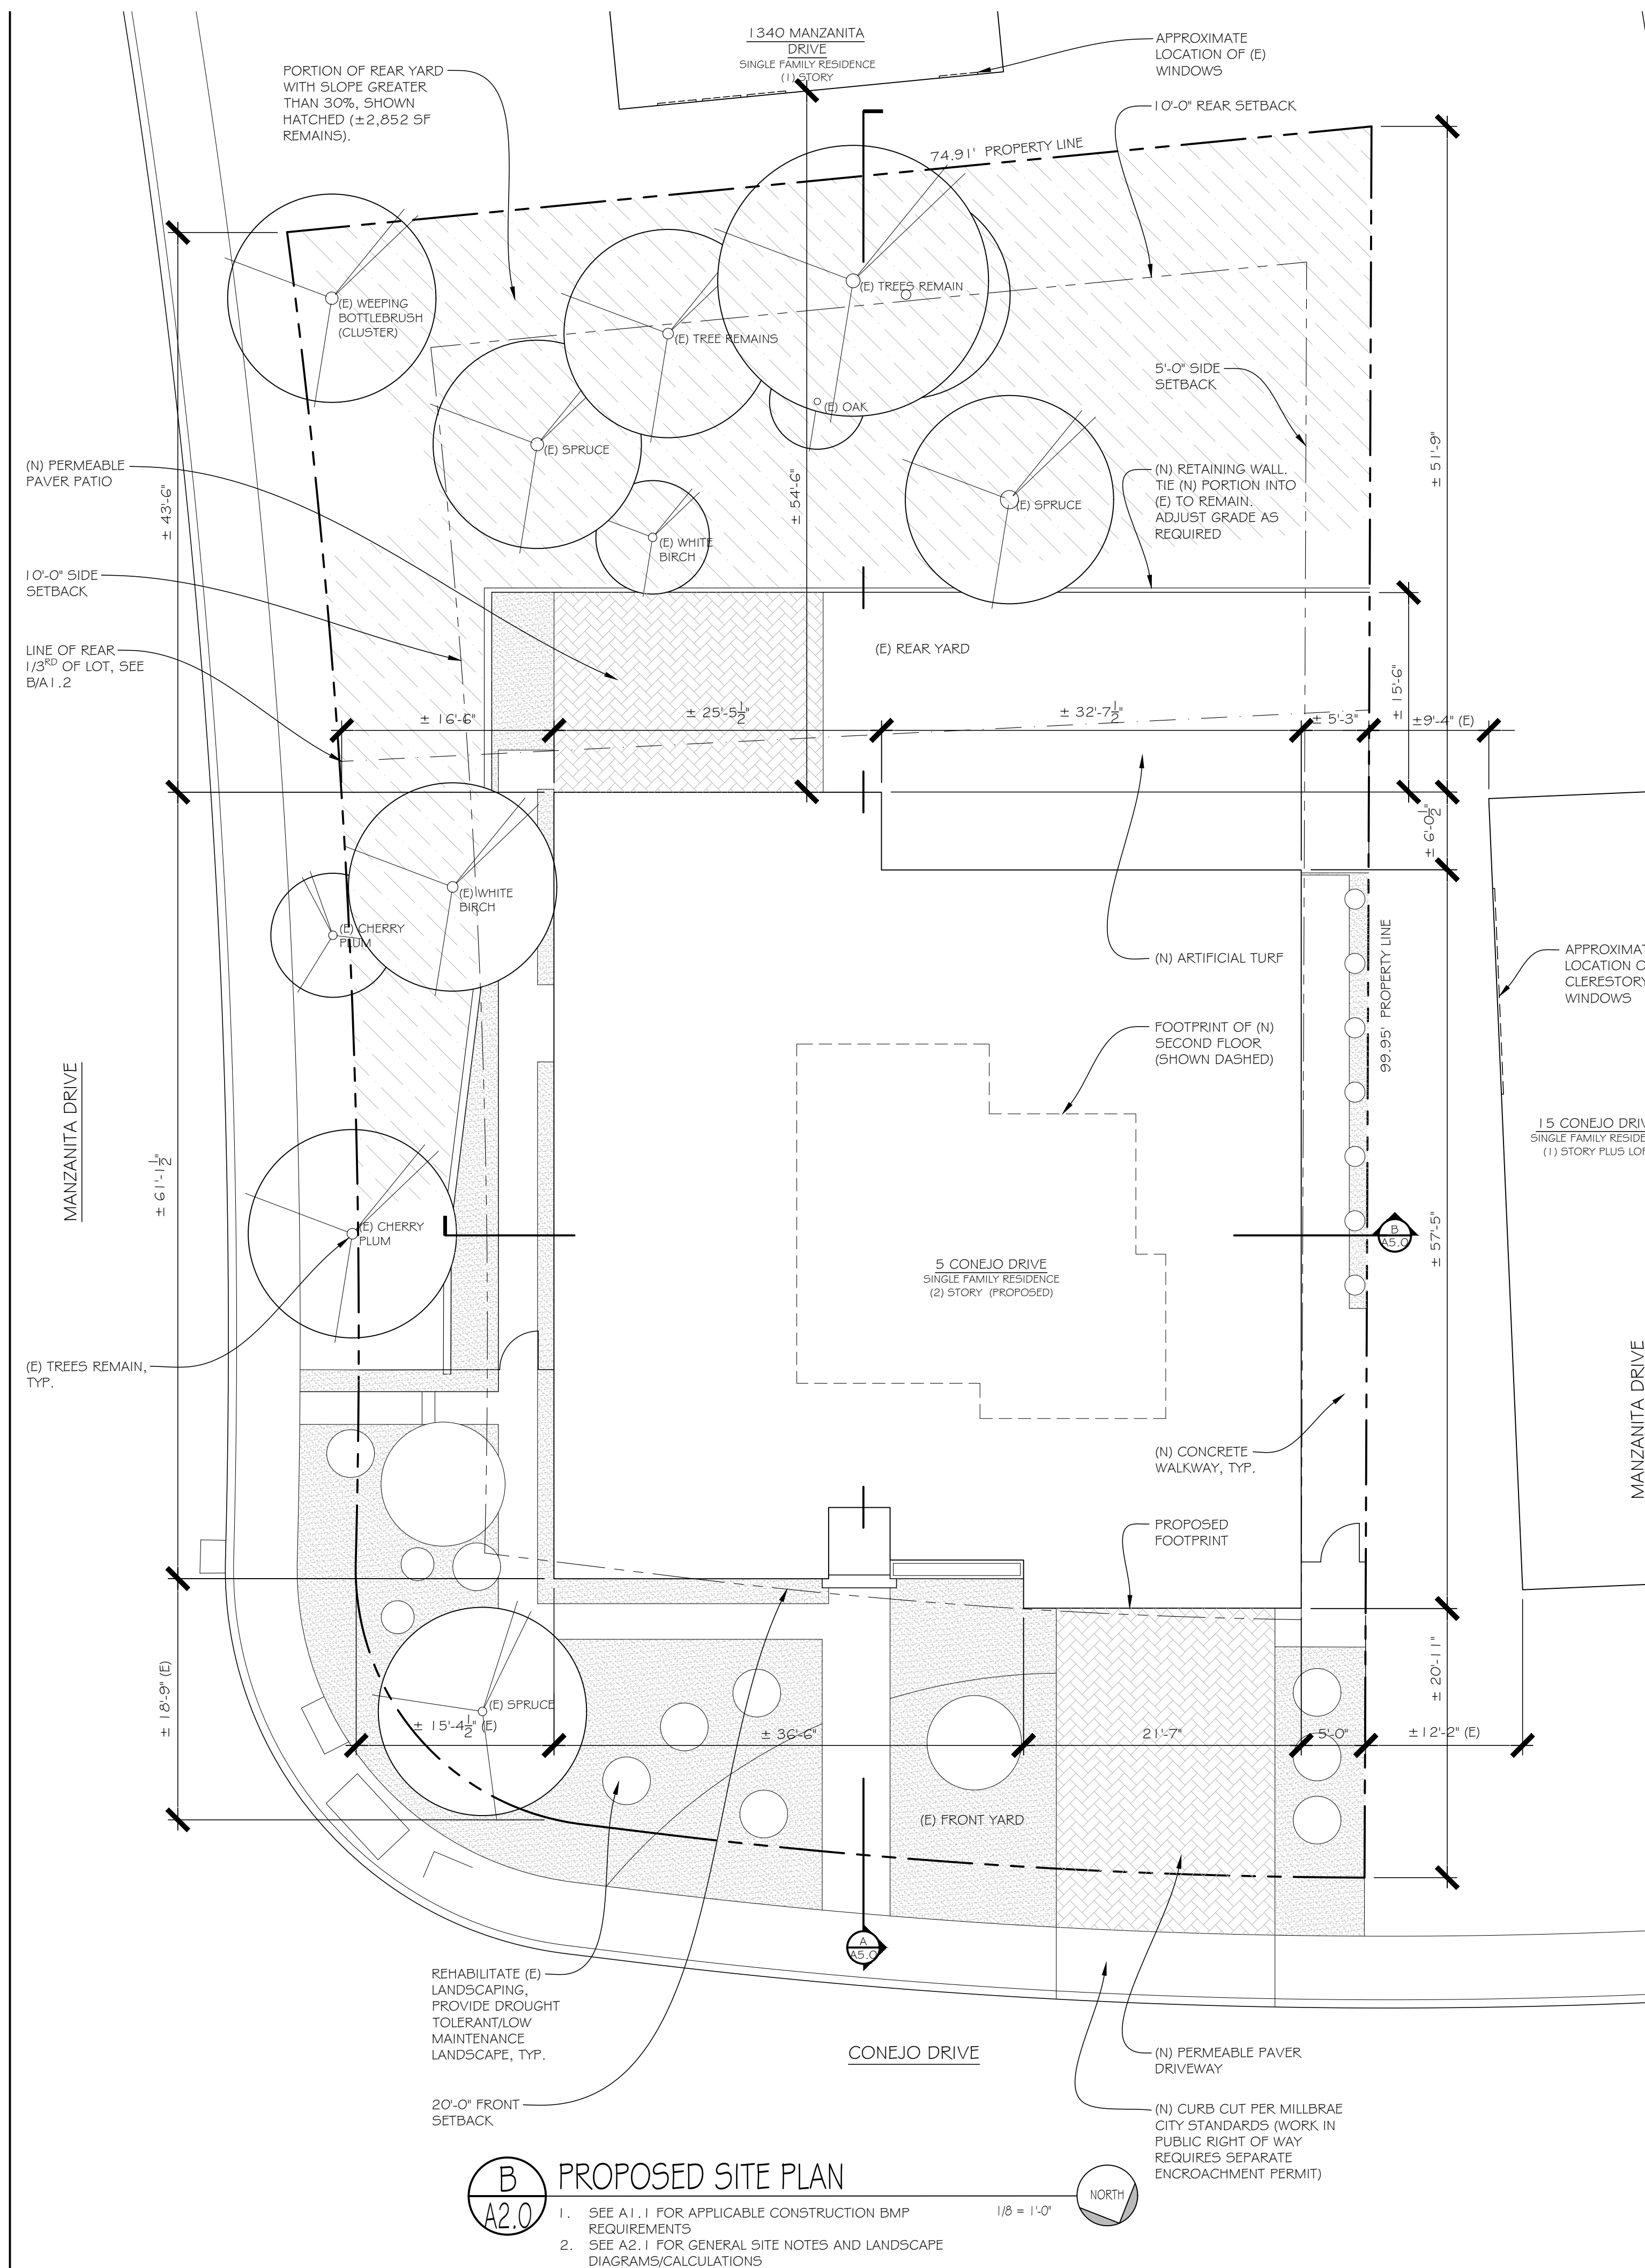 1340 MANZANITA
DRIVE
SINGLE FAMILY RESIDENCE
(1) STORY
APPROXIMATE
LOCATION OF (E)
WINDOWS
PORTION OF REAR YARD
WITH SLOPE GREATER
THAN 30%, SHOWN
HATCHED (±2,852 SF
REMAINS).
10'-0" REAR SETBACK
74.91' PROPERTY LINE
(E) WEEPING
BOTTLEBRUSH
(CLUSTER)
(E) TREES REMAIN
(E) TREE REMAINS
5'-0" SIDE
SETBACK
(E) OAK
(E) SPRUCE
± 51'-9"
(N) PERMEABLE
PAVER PATIO
± 43'-6"
± 54'-6"
(N) RETAINING WALL.
TIE (N) PORTION INTO
(E) TO REMAIN.
ADJUST GRADE AS
REQUIRED
(E) SPRUCE
(E) WHITE
BIRCH
10'-0" SIDE
SETBACK
LINE OF REAR
1/3RD OF LOT, SEE
B/A1.2
(E) REAR YARD
± 15'-6"
± 16'-6"
± 25'-5 1/2"
± 32'-7 1/2"
± 5'-3"
±9'-4" (E)
± 6'-0 1/2"
(E) WHITE
BIRCH
(E) CHERRY
PLUM
(N) ARTIFICIAL TURF
99.95' PROPERTY LINE
APPROXIMAT
LOCATION O
CLERESTORY
WINDOWS
FOOTPRINT OF (N)
SECOND FLOOR
(SHOWN DASHED)
MANZANITA DRIVE
± 61'-1 1/2"
15 CONEJO DRIV
SINGLE FAMILY RESIDE
(1) STORY PLUS LOF
(E) CHERRY
PLUM
B
A5.0
± 57'-5"
5 CONEJO DRIVE
SINGLE FAMILY RESIDENCE
(2) STORY (PROPOSED)
(E) TREES REMAIN,
TYP.
MANZANITA DRIVE
(N) CONCRETE
WALKWAY, TYP.
PROPOSED
FOOTPRINT
± 18'-9" (E)
± 20'-11"
(E) SPRUCE
± 15'-4 1/2" (E)
± 36'-6"
21'-7"
5'-0"
±12'-2" (E)
(E) FRONT YARD
A
A5.0
REHABILITATE (E)
LANDSCAPING,
PROVIDE DROUGHT
TOLERANT/LOW
MAINTENANCE
LANDSCAPE, TYP.
CONEJO DRIVE
(N) PERMEABLE PAVER
DRIVEWAY
20'-0" FRONT
SETBACK
(N) CURB CUT PER MILLBRAE
CITY STANDARDS (WORK IN
PUBLIC RIGHT OF WAY
REQUIRES SEPARATE
ENCROACHMENT PERMIT)
B
A2.0
PROPOSED SITE PLAN
1/8 = 1'-0"
NORTH
1. SEE A1.1 FOR APPLICABLE CONSTRUCTION BMP
REQUIREMENTS
2. SEE A2.1 FOR GENERAL SITE NOTES AND LANDSCAPE
DIAGRAMS/CALCULATIONS